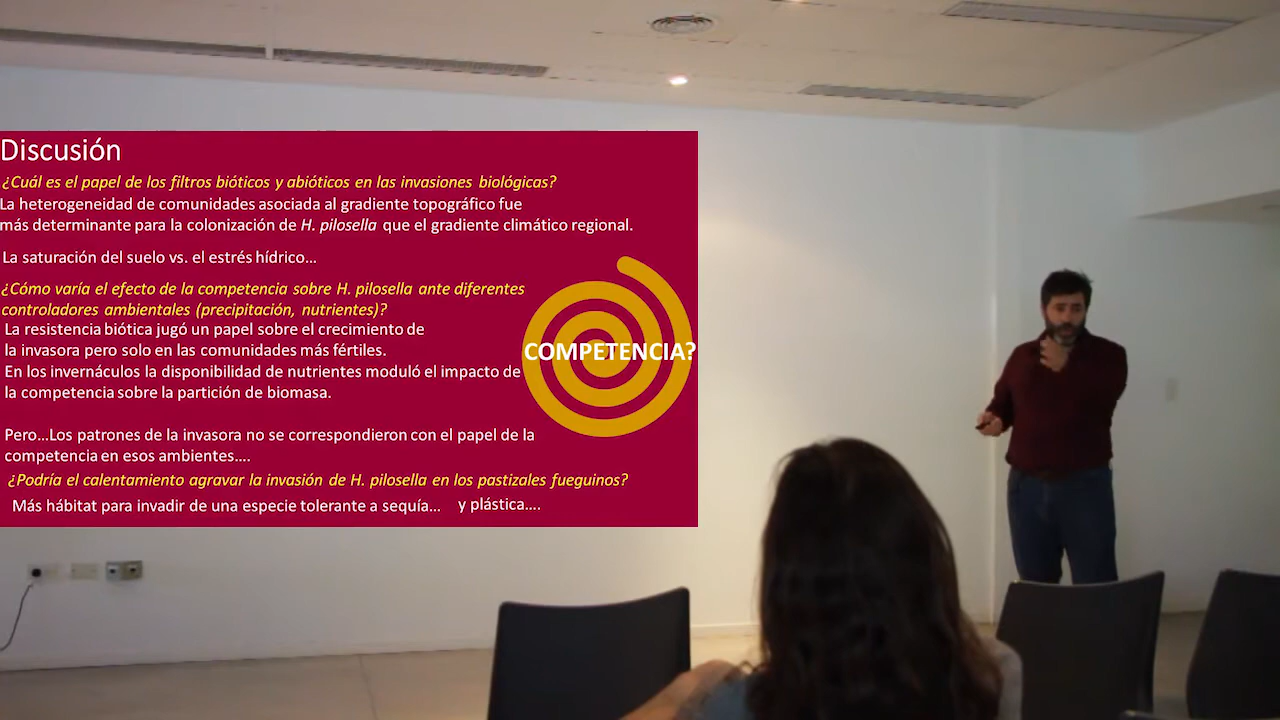 Discusión
¿Cuál es el papel de los filtros bióticos y abióticos en las invasiones biológicas?
La heterogeneidad de comunidades asociada al gradiente topográfico fue
más determinante para la colonización de H. pilosella que el gradiente climático regional.
La saturación del suelo vs. el estrés hídrico...
¿Cómo varía el efecto de la competencia sobre H. pilosella ante diferentes
controladores ambientales (precipitación, nutrientes)?
La resistencia biótica jugó un papel sobre el crecimiento de
la invasora pero solo en las comunidades más fértiles.
En los invernáculos la disponibilidad de nutrientes moduló el impacto de
la competencia sobre la partición de biomasa.
COMPETENCIA?
Pero...Los patrones de la invasora no se correspondieron con el papel de la
competencia en esos ambientes....
¿Podría el calentamiento agravar la invasión de H. pilosella en los pastizales fueguinos?
Más hábitat para invadir de una especie tolerante a sequía... y plástica....